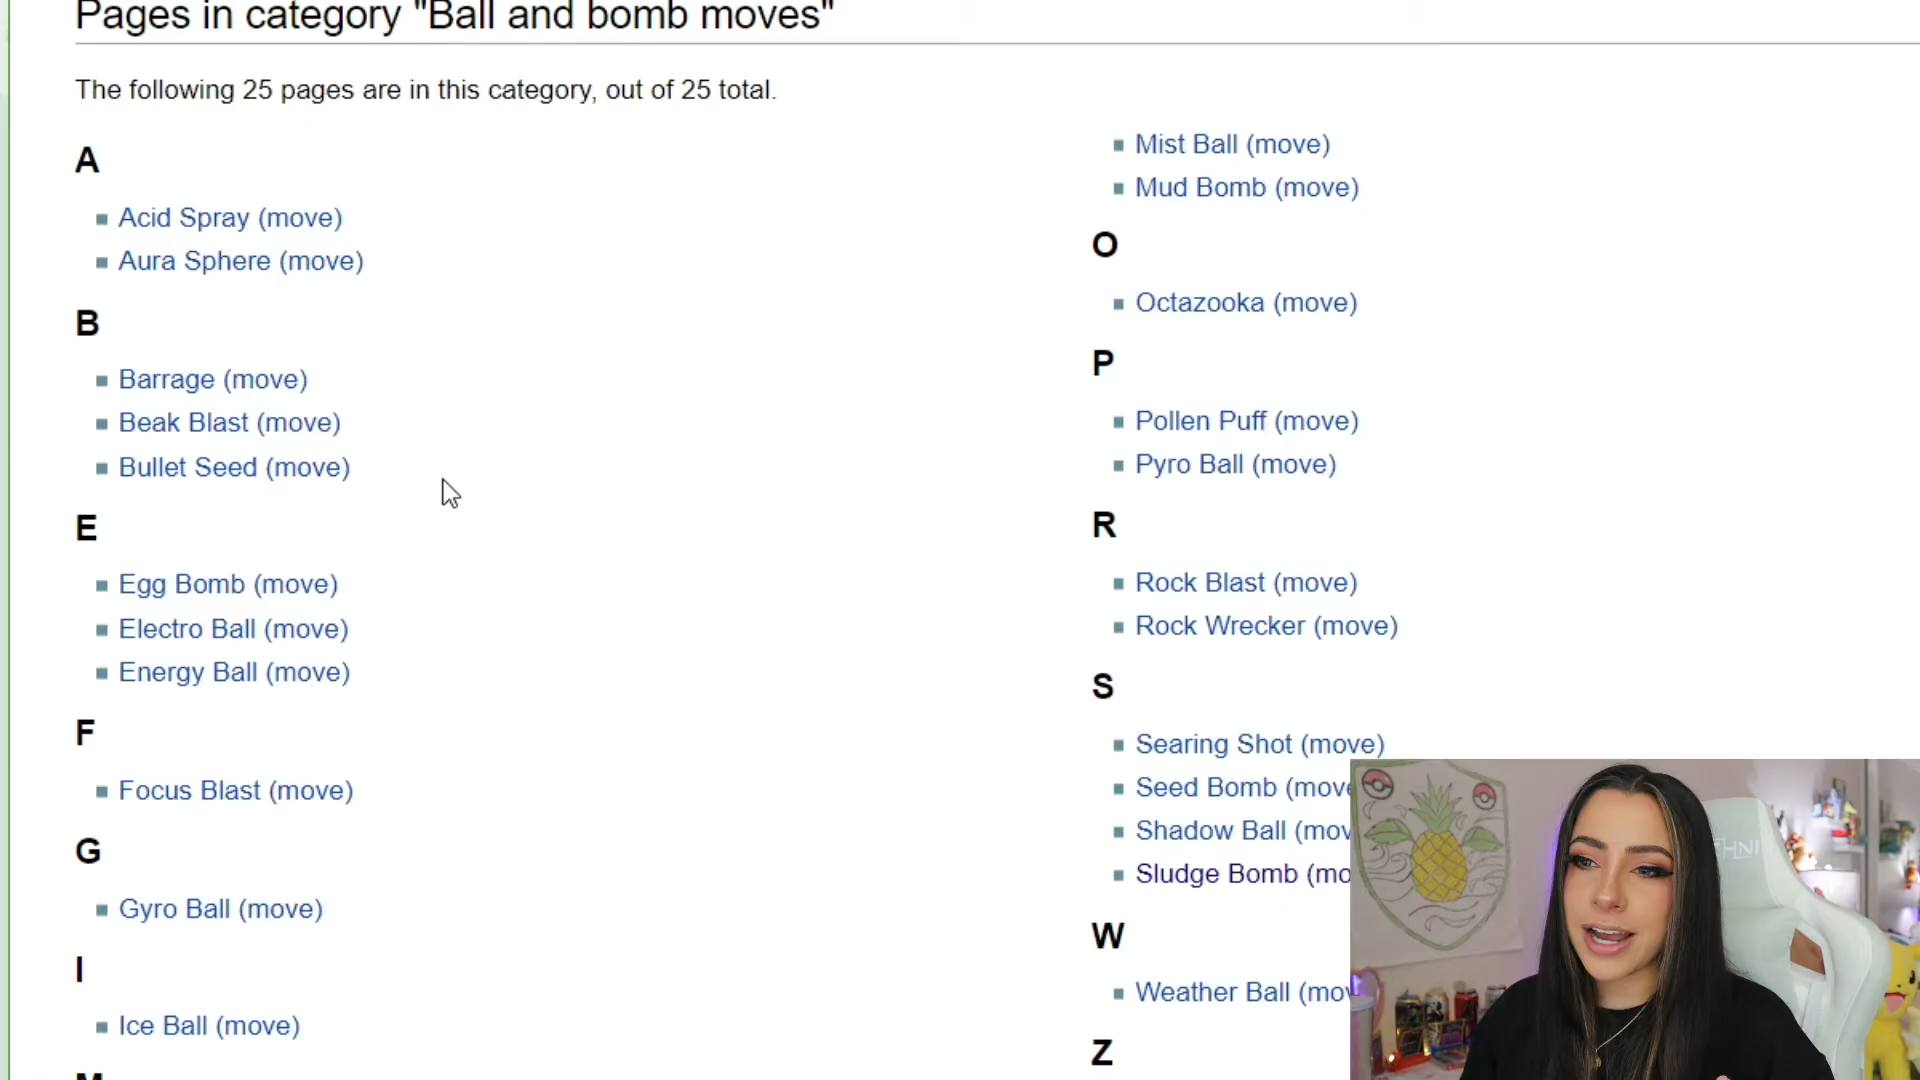 Pages in category "Ball and bomb moves"
The following 25 pages are in this category, out of 25 total.
A
Acid Spray (move)
Aura Sphere (move)
B
Barrage (move)
Beak Blast (move)
Bullet Seed (move)
E
Egg Bomb (move)
Electro Ball (move)
Energy Ball (move)
F
Focus Blast (move)
G
Gyro Ball (move)
I
Ice Ball (move)
Mist Ball (move)
Mud Bomb (move)
O
Octazooka (move)
P
Pollen Puff (move)
Pyro Ball (move)
R
Rock Blast (move)
Rock Wrecker (move)
S
Searing Shot (move)
Seed Bomb (move
Shadow Ball (mov
Sludge Bomb (mo
W
Weather Ball (mov
Z